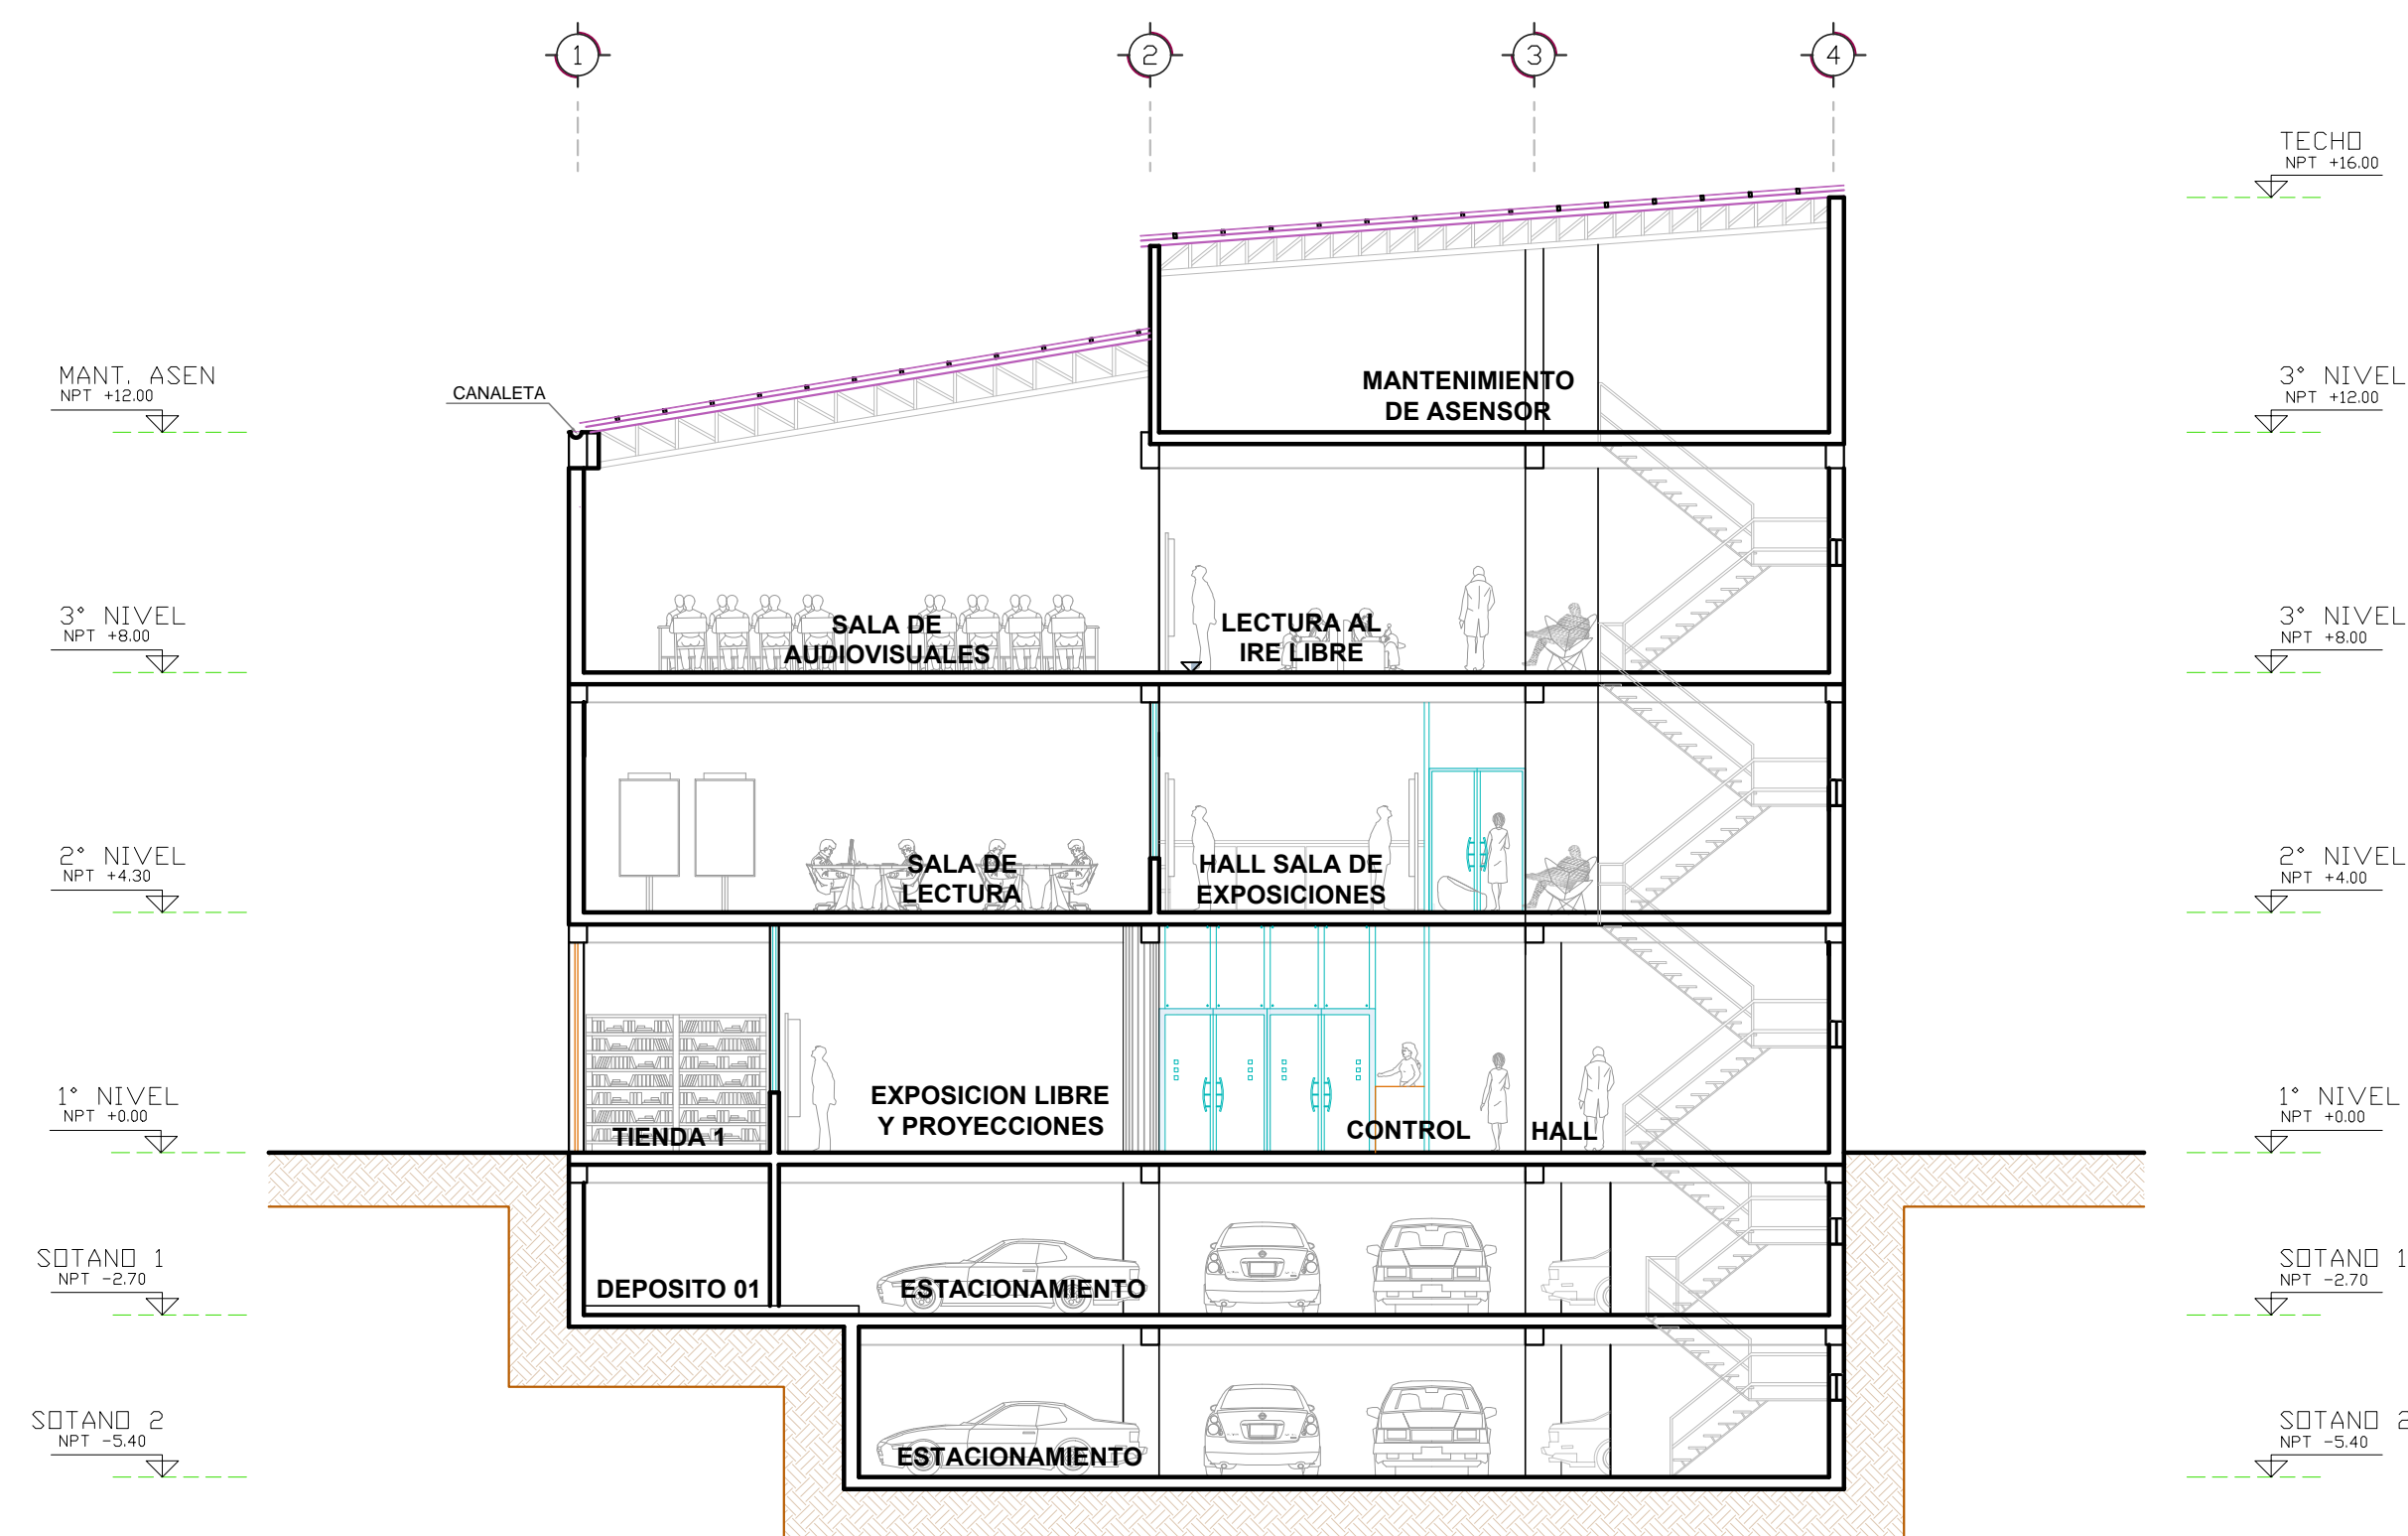 1
2
3
4
TECHO
NPT +16.00
MANT. ASEN
NPT +12.00
CANALETA
MANTENIMIENTO
DE ASENSOR
3° NIVEL
NPT +12.00
3° NIVEL
NPT +8.00
SALA DE
AUDIOVISUALES
LECTURA AL
IRE LIBRE
3° NIVEL
NPT +8.00
2° NIVEL
NPT +4.30
SALA DE
LECTURA
HALL SALA DE
EXPOSICIONES
2° NIVEL
NPT +4.00
1° NIVEL
NPT +0.00
TIENDA 1
EXPOSICION LIBRE
Y PROYECCIONES
CONTROL
HALL
1° NIVEL
NPT +0.00
SOTANO 1
NPT -2.70
DEPOSITO 01
ESTACIONAMIENTO
SOTANO 1
NPT -2.70
SOTANO 2
NPT -5.40
ESTACIONAMIENTO
SOTANO 2
NPT -5.40